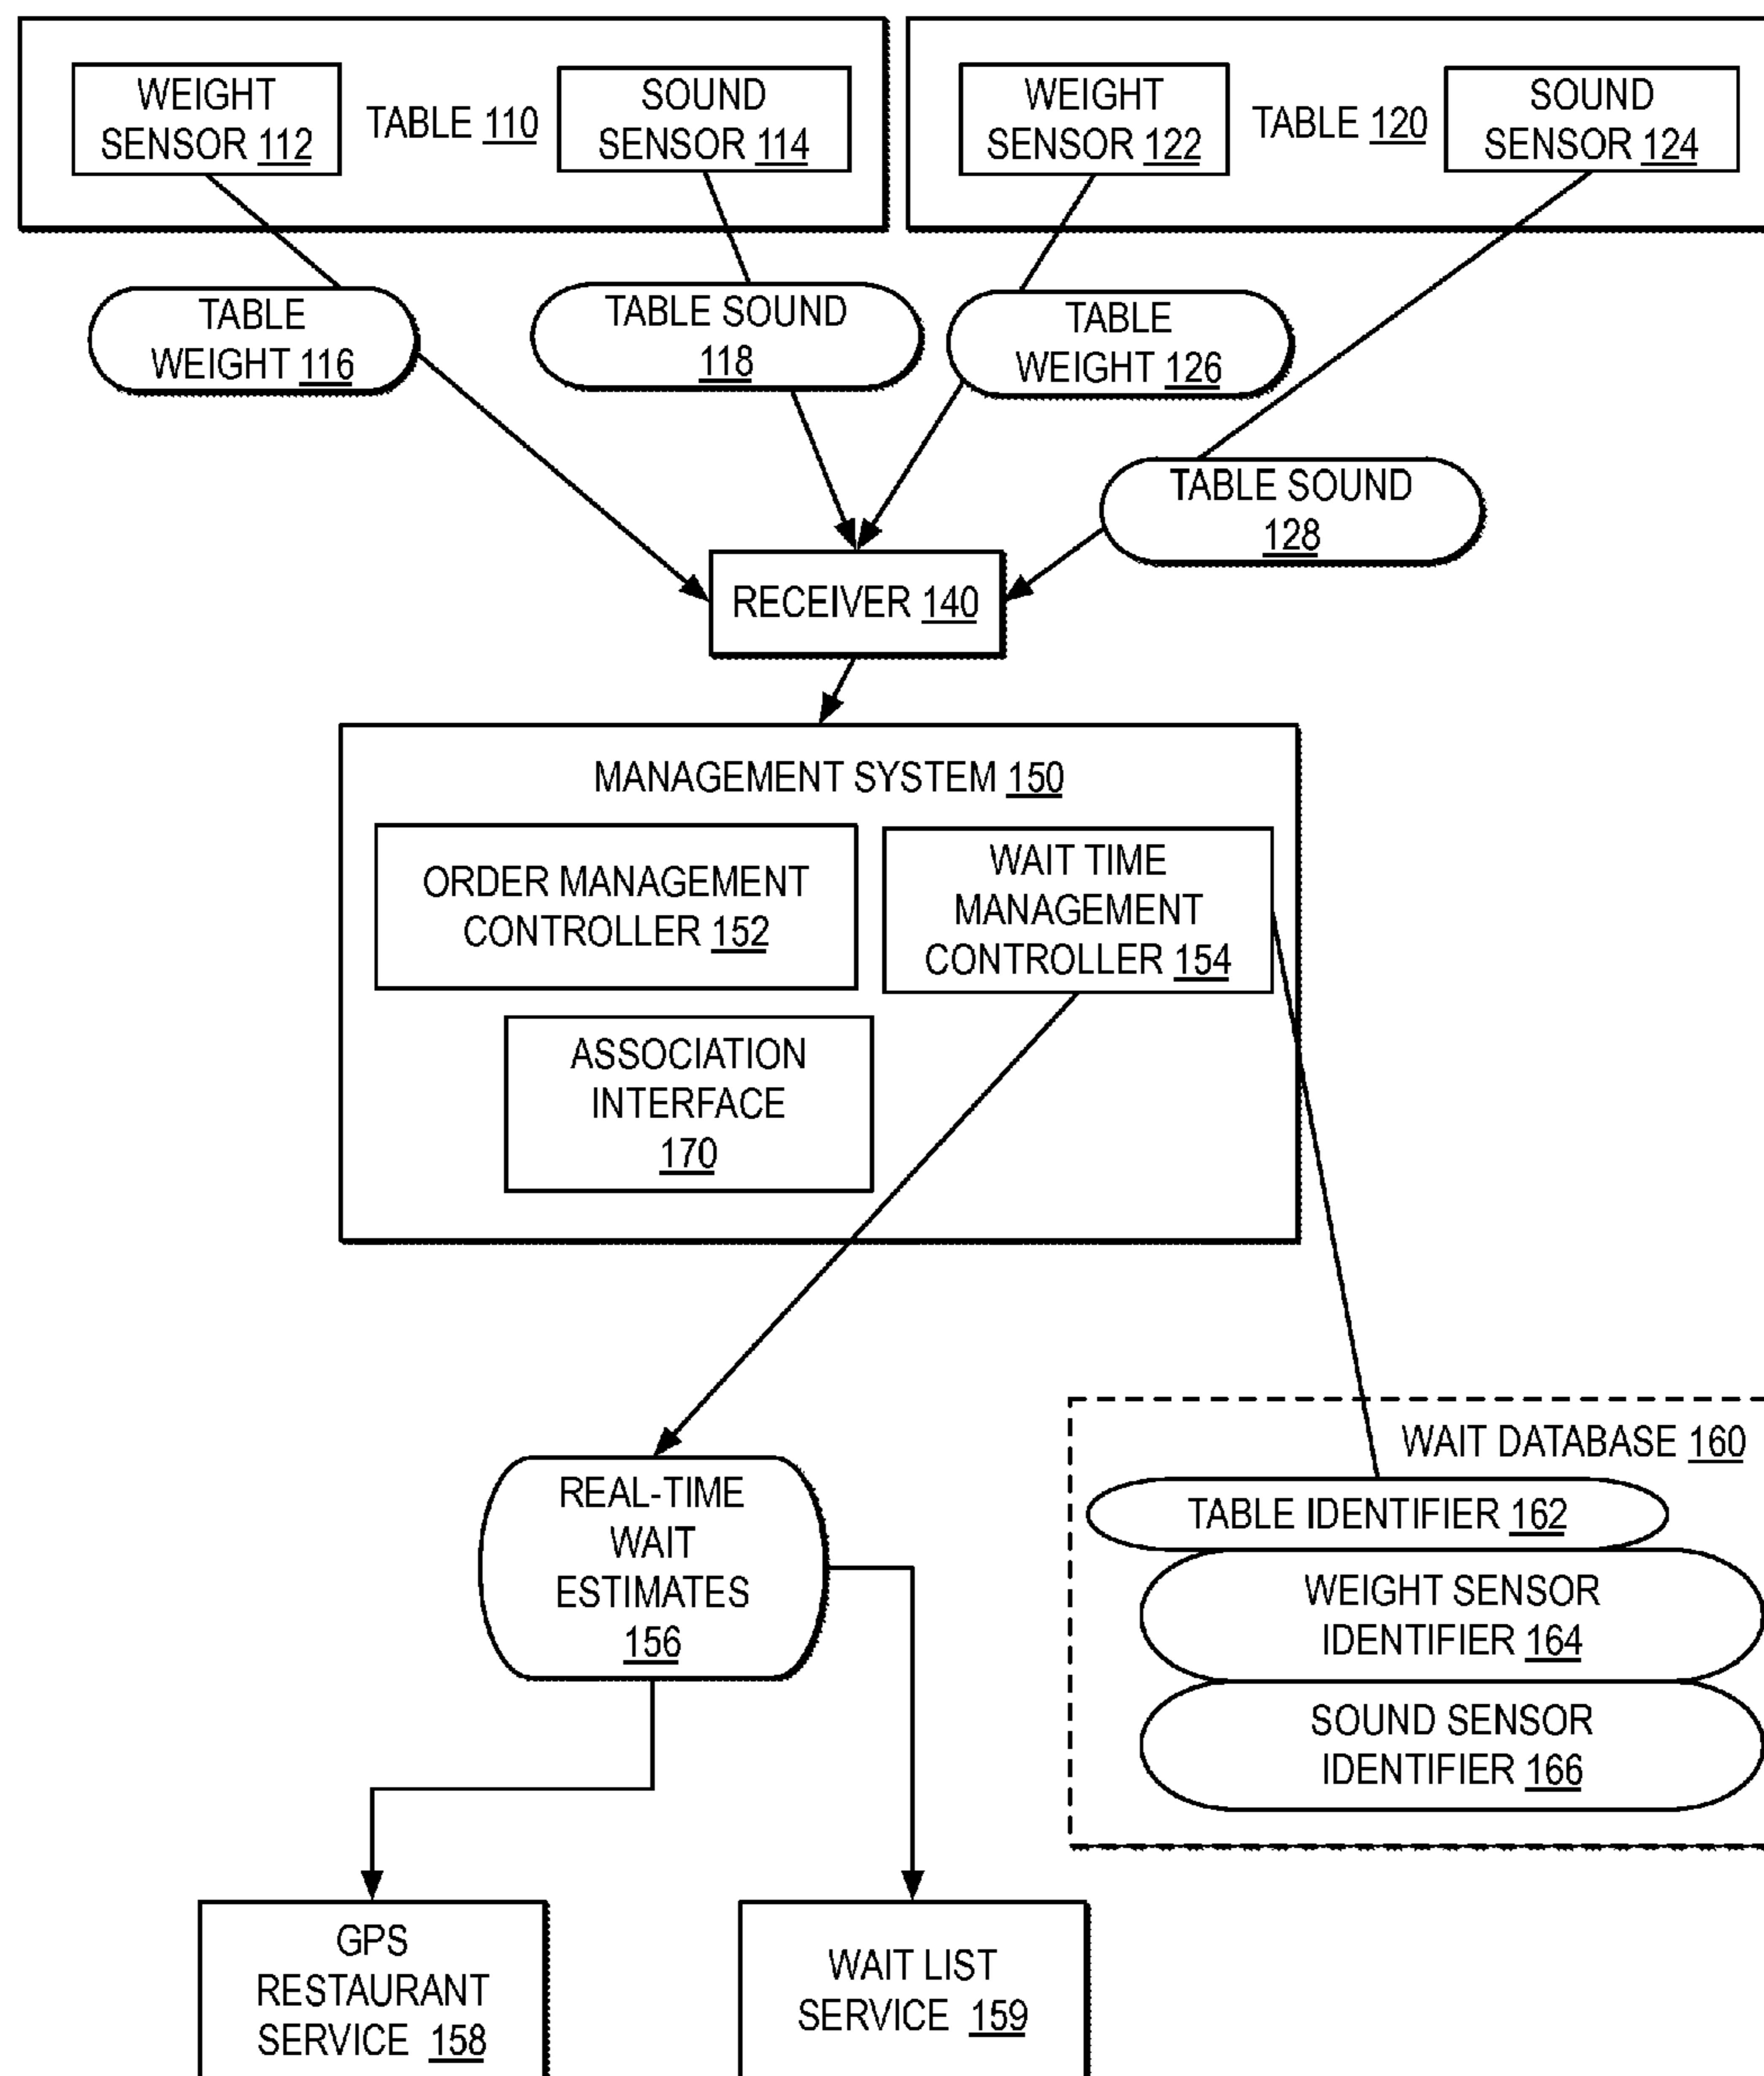 WEIGHT
SENSOR 112
TABLE 110
SOUND
SENSOR 114
WEIGHT
SENSOR 122
TABLE 120
SOUND
SENSOR 124
TABLE
WEIGHT 116
TABLE SOUND
118
TABLE
WEIGHT 126
TABLE SOUND
128
RECEIVER 140
MANAGEMENT SYSTEM 150
ORDER MANAGEMENT
CONTROLLER 152
WAIT TIME
MANAGEMENT
CONTROLLER 154
ASSOCIATION
INTERFACE
170
REAL-TIME
WAIT
ESTIMATES
156
WAIT DATABASE 160
TABLE IDENTIFIER 162
WEIGHT SENSOR
IDENTIFIER 164
SOUND SENSOR
IDENTIFIER 166
GPS
RESTAURANT
SERVICE 158
WAIT LIST
SERVICE 159